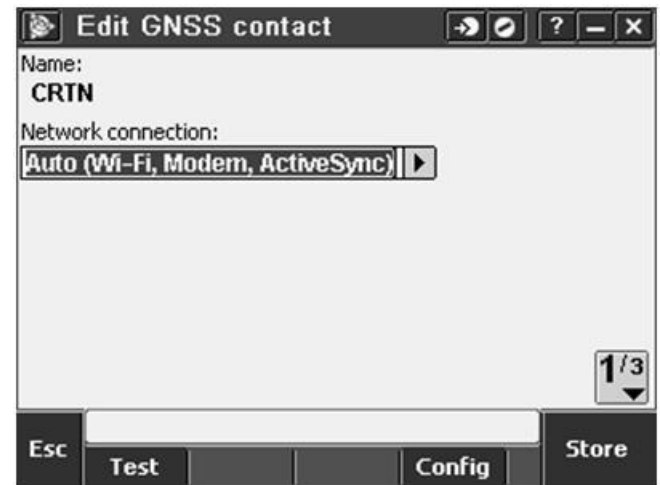 Edit GNSS contact
? – ×
Name:
CRTN
Network connection:
Auto (Wi-Fi, Modem, ActiveSync)
1/3
Esc
Test
Config
Store